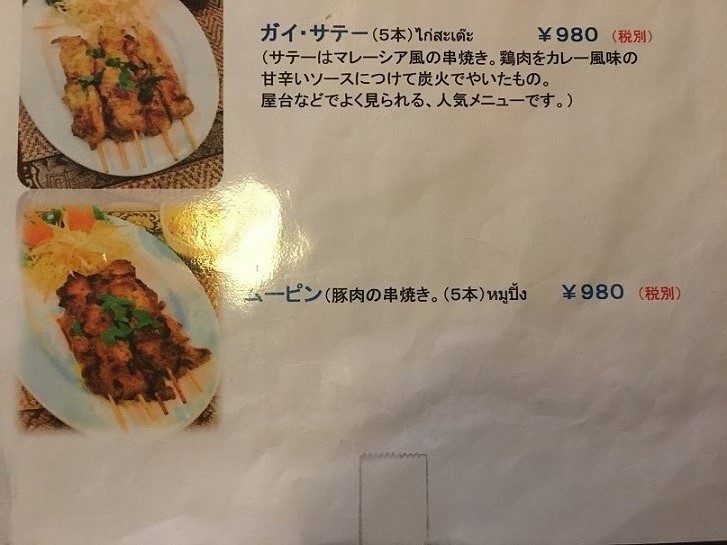 ガイ・サテー(5本)ไก่สะเต๊ะ ￥980 (税別)
(サテーはマレーシア風の串焼き。鶏肉をカレー風味の
甘辛いソースにつけて炭火でやいたもの。
屋台などでよく見られる、人気メニューです。)
ムーピン(豚肉の串焼き。(5本)หมูปิ้ง ￥980 (税別)